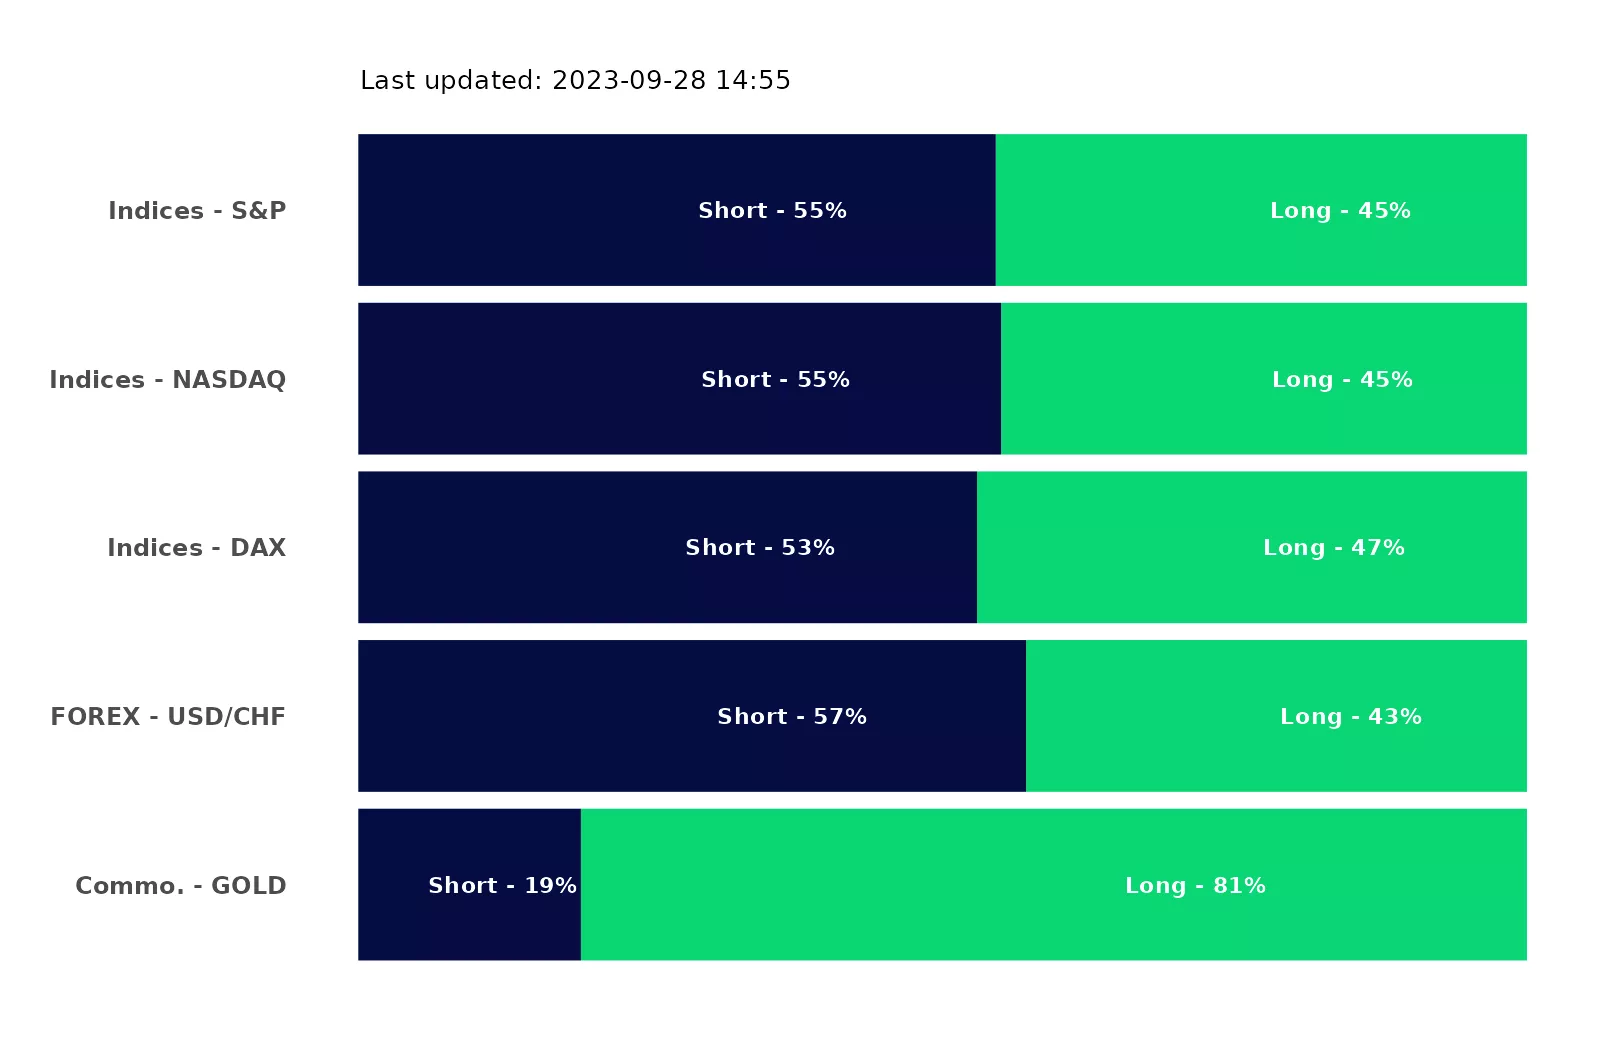 Last updated: 2023-09-28 14:55
Indices - S&P Short - 55% Long - 45%
Indices - NASDAQ Short - 55% Long - 45%
Indices - DAX Short - 53% Long - 47%
FOREX - USD/CHF Short - 57% Long - 43%
Commo. - GOLD Short - 19% Long - 81%